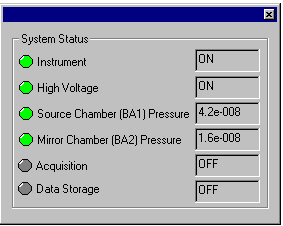 System Status
Instrument ON
High Voltage ON
Source Chamber (BA1) Pressure 4.2e-008
Mirror Chamber (BA2) Pressure 1.6e-008
Acquisition OFF
Data Storage OFF